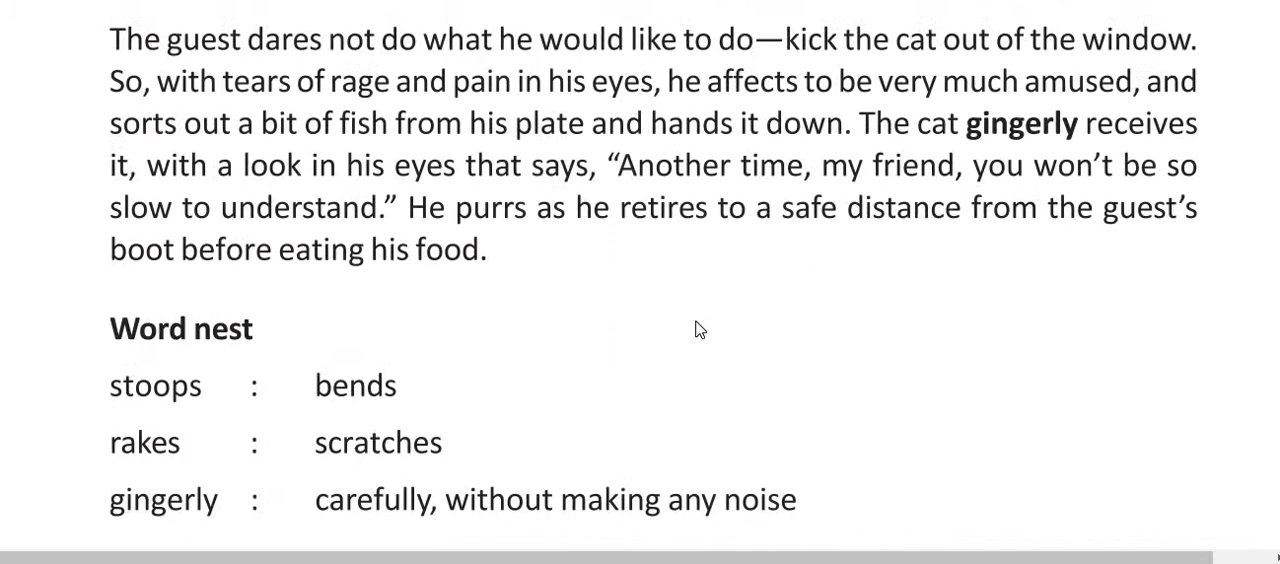 The guest dares not do what he would like to do—kick the cat out of the window.
So, with tears of rage and pain in his eyes, he affects to be very much amused, and
sorts out a bit of fish from his plate and hands it down. The cat gingerly receives
it, with a look in his eyes that says, “Another time, my friend, you won’t be so
slow to understand.” He purrs as he retires to a safe distance from the guest’s
boot before eating his food.
Word nest
stoops : bends
rakes : scratches
gingerly : carefully, without making any noise